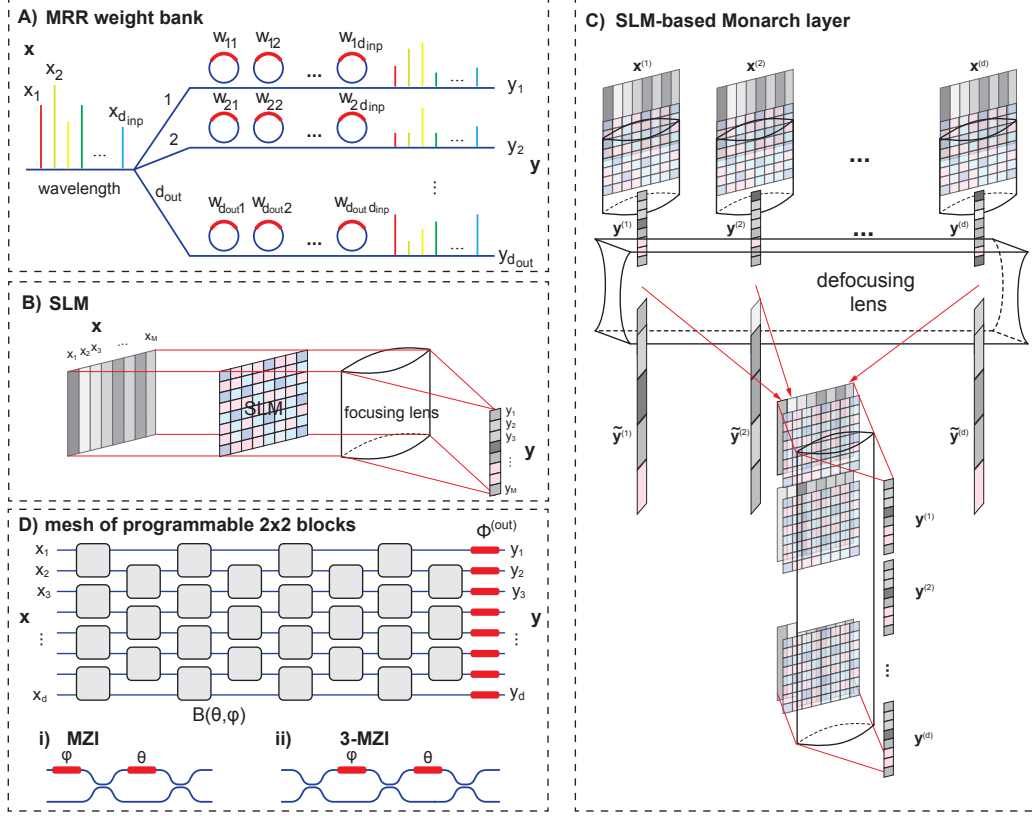 A) MRR weight bank
x
x1
x2
xdinp
...
wavelength
1
2
dout
w11 w12 ... w1dinp ... y1
w21 w22 ... w2dinp ... y2
y
⋮
wdout1 wdout2 ... wdoutdinp ... ydout
B) SLM
x
x1 x2 x3 ... xM
SLM
focusing lens
y1
y2
y3
⋮
yM
y
D) mesh of programmable 2x2 blocks
Φ(out)
x1 y1
x2 y2
x3 y3
x y
⋮ ⋮
xd yd
B(θ,φ)
i) MZI
φ θ
ii) 3-MZI
φ θ
C) SLM-based Monarch layer
x(1) x(2) x(d)
...
y(1) y(2) ... y(d)
defocusing
lens
ỹ(1) ỹ(2) ỹ(d)
y(1)
y(2)
⋮
y(d)